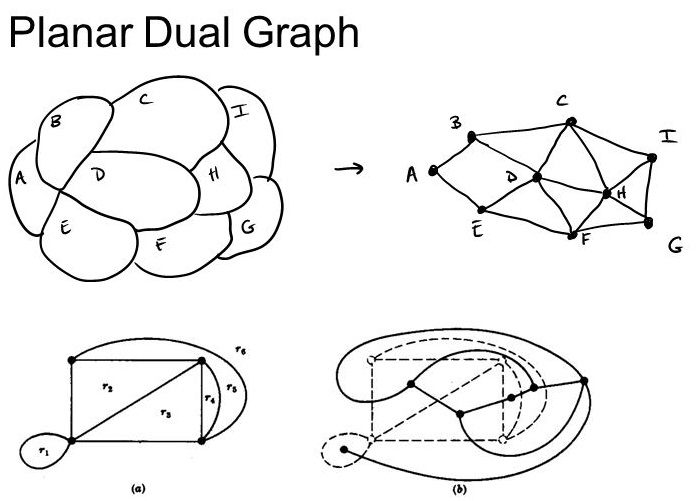 Planar Dual Graph
B
C
I
A
D
H
E
F
G
B
C
I
A
D
H
E
F
G
r6
r2
r5
r4
r3
r1
(a)
(b)